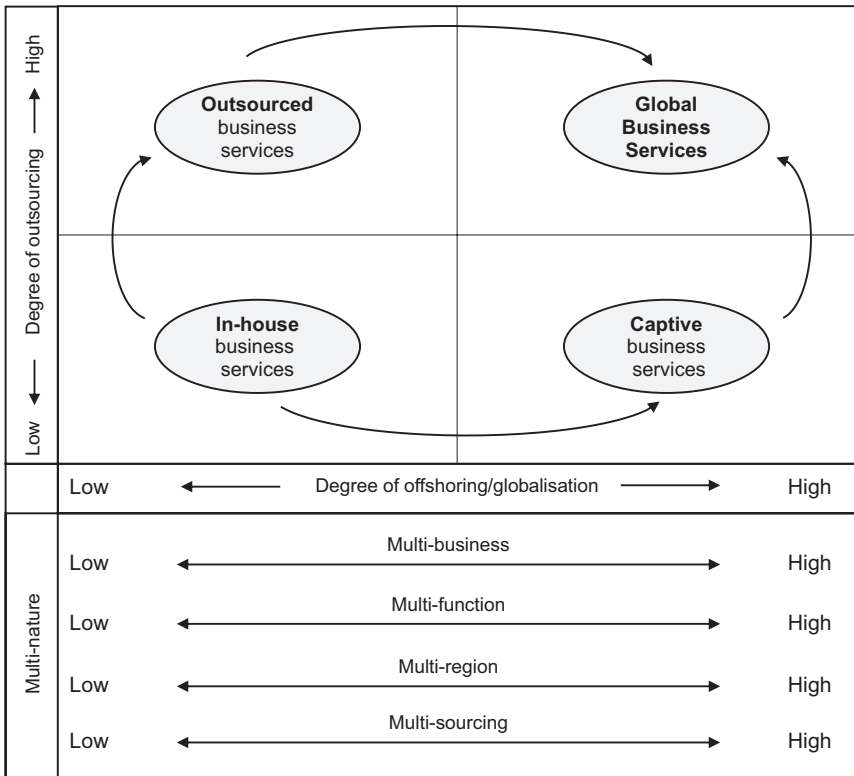 High
Degree of outsourcing
Low
Outsourced
business
services
Global
Business
Services
In-house
business
services
Captive
business
services
Low
Degree of offshoring/globalisation
High
Multi-nature
Low
Multi-business
High
Low
Multi-function
High
Low
Multi-region
High
Low
Multi-sourcing
High